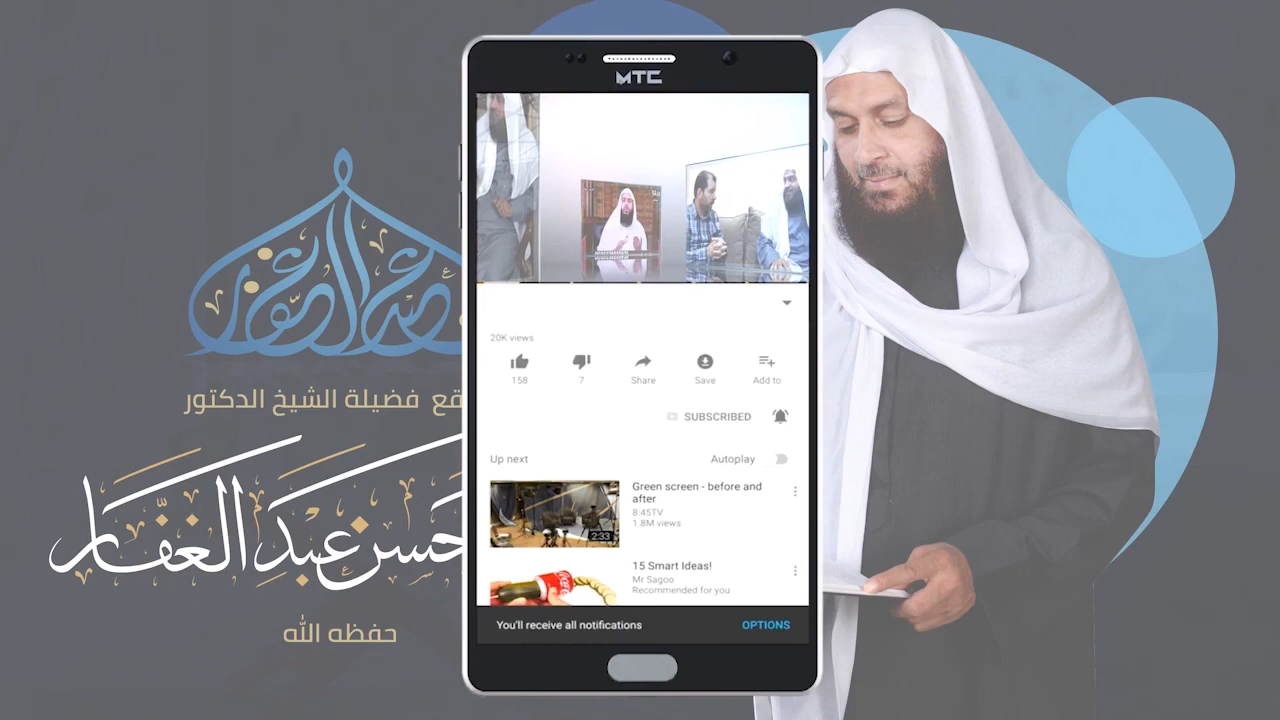 MTC
20K views
158
7
Share
Save
Add to
SUBSCRIBED
Up next
Autoplay
Green screen - before and
after
8:45TV
1.8M views
2:33
15 Smart Ideas!
Mr Sagoo
Recommended for you
You'll receive all notifications
OPTIONS
قع فضيلة الشيخ الدكتور
حسن عبد الغفار
حفظه الله